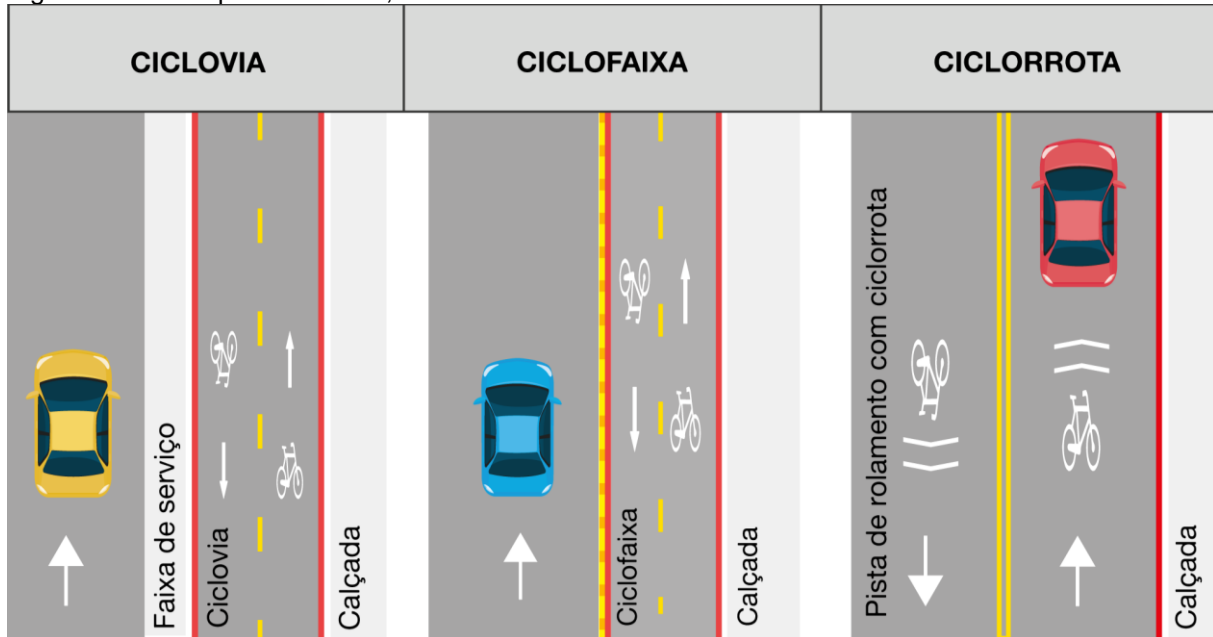 CICLOVIA
CICLOFAIXA
CICLORROTA
Faixa de serviço
Ciclovia
Calçada
Ciclofaixa
Calçada
Pista de rolamento com ciclorrota
Calçada